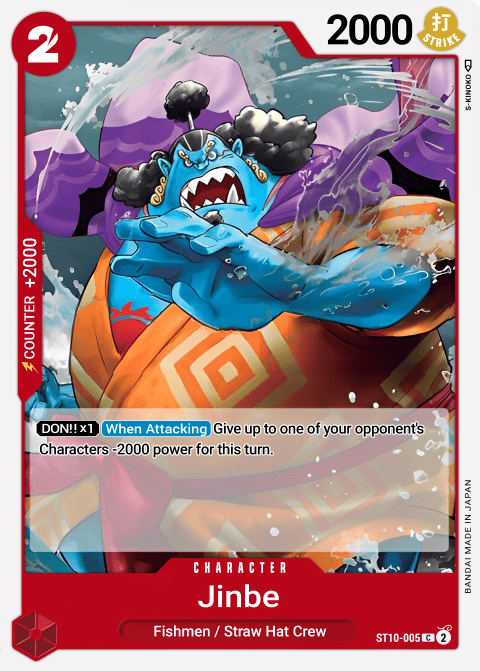 2
2000
打
STRIKE
S-KINOKO
COUNTER +2000
DON!!×1 When Attacking Give up to one of your opponent's
Characters -2000 power for this turn.
BANDAI MADE IN JAPAN
CHARACTER
Jinbe
Fishmen / Straw Hat Crew
ST10-005 C 2